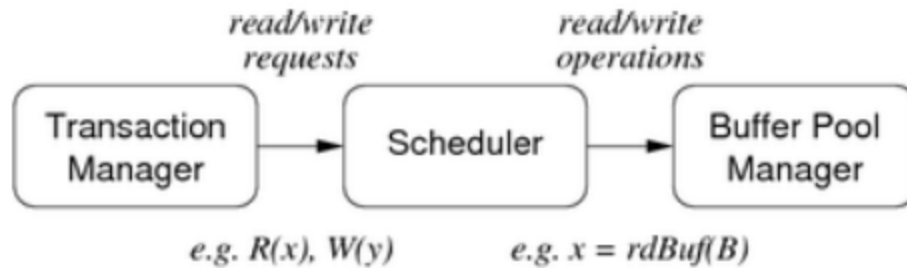 read/write
requests
read/write
operations
Transaction
Manager
Scheduler
Buffer Pool
Manager
e.g. R(x), W(y)
e.g. x = rdBuf(B)